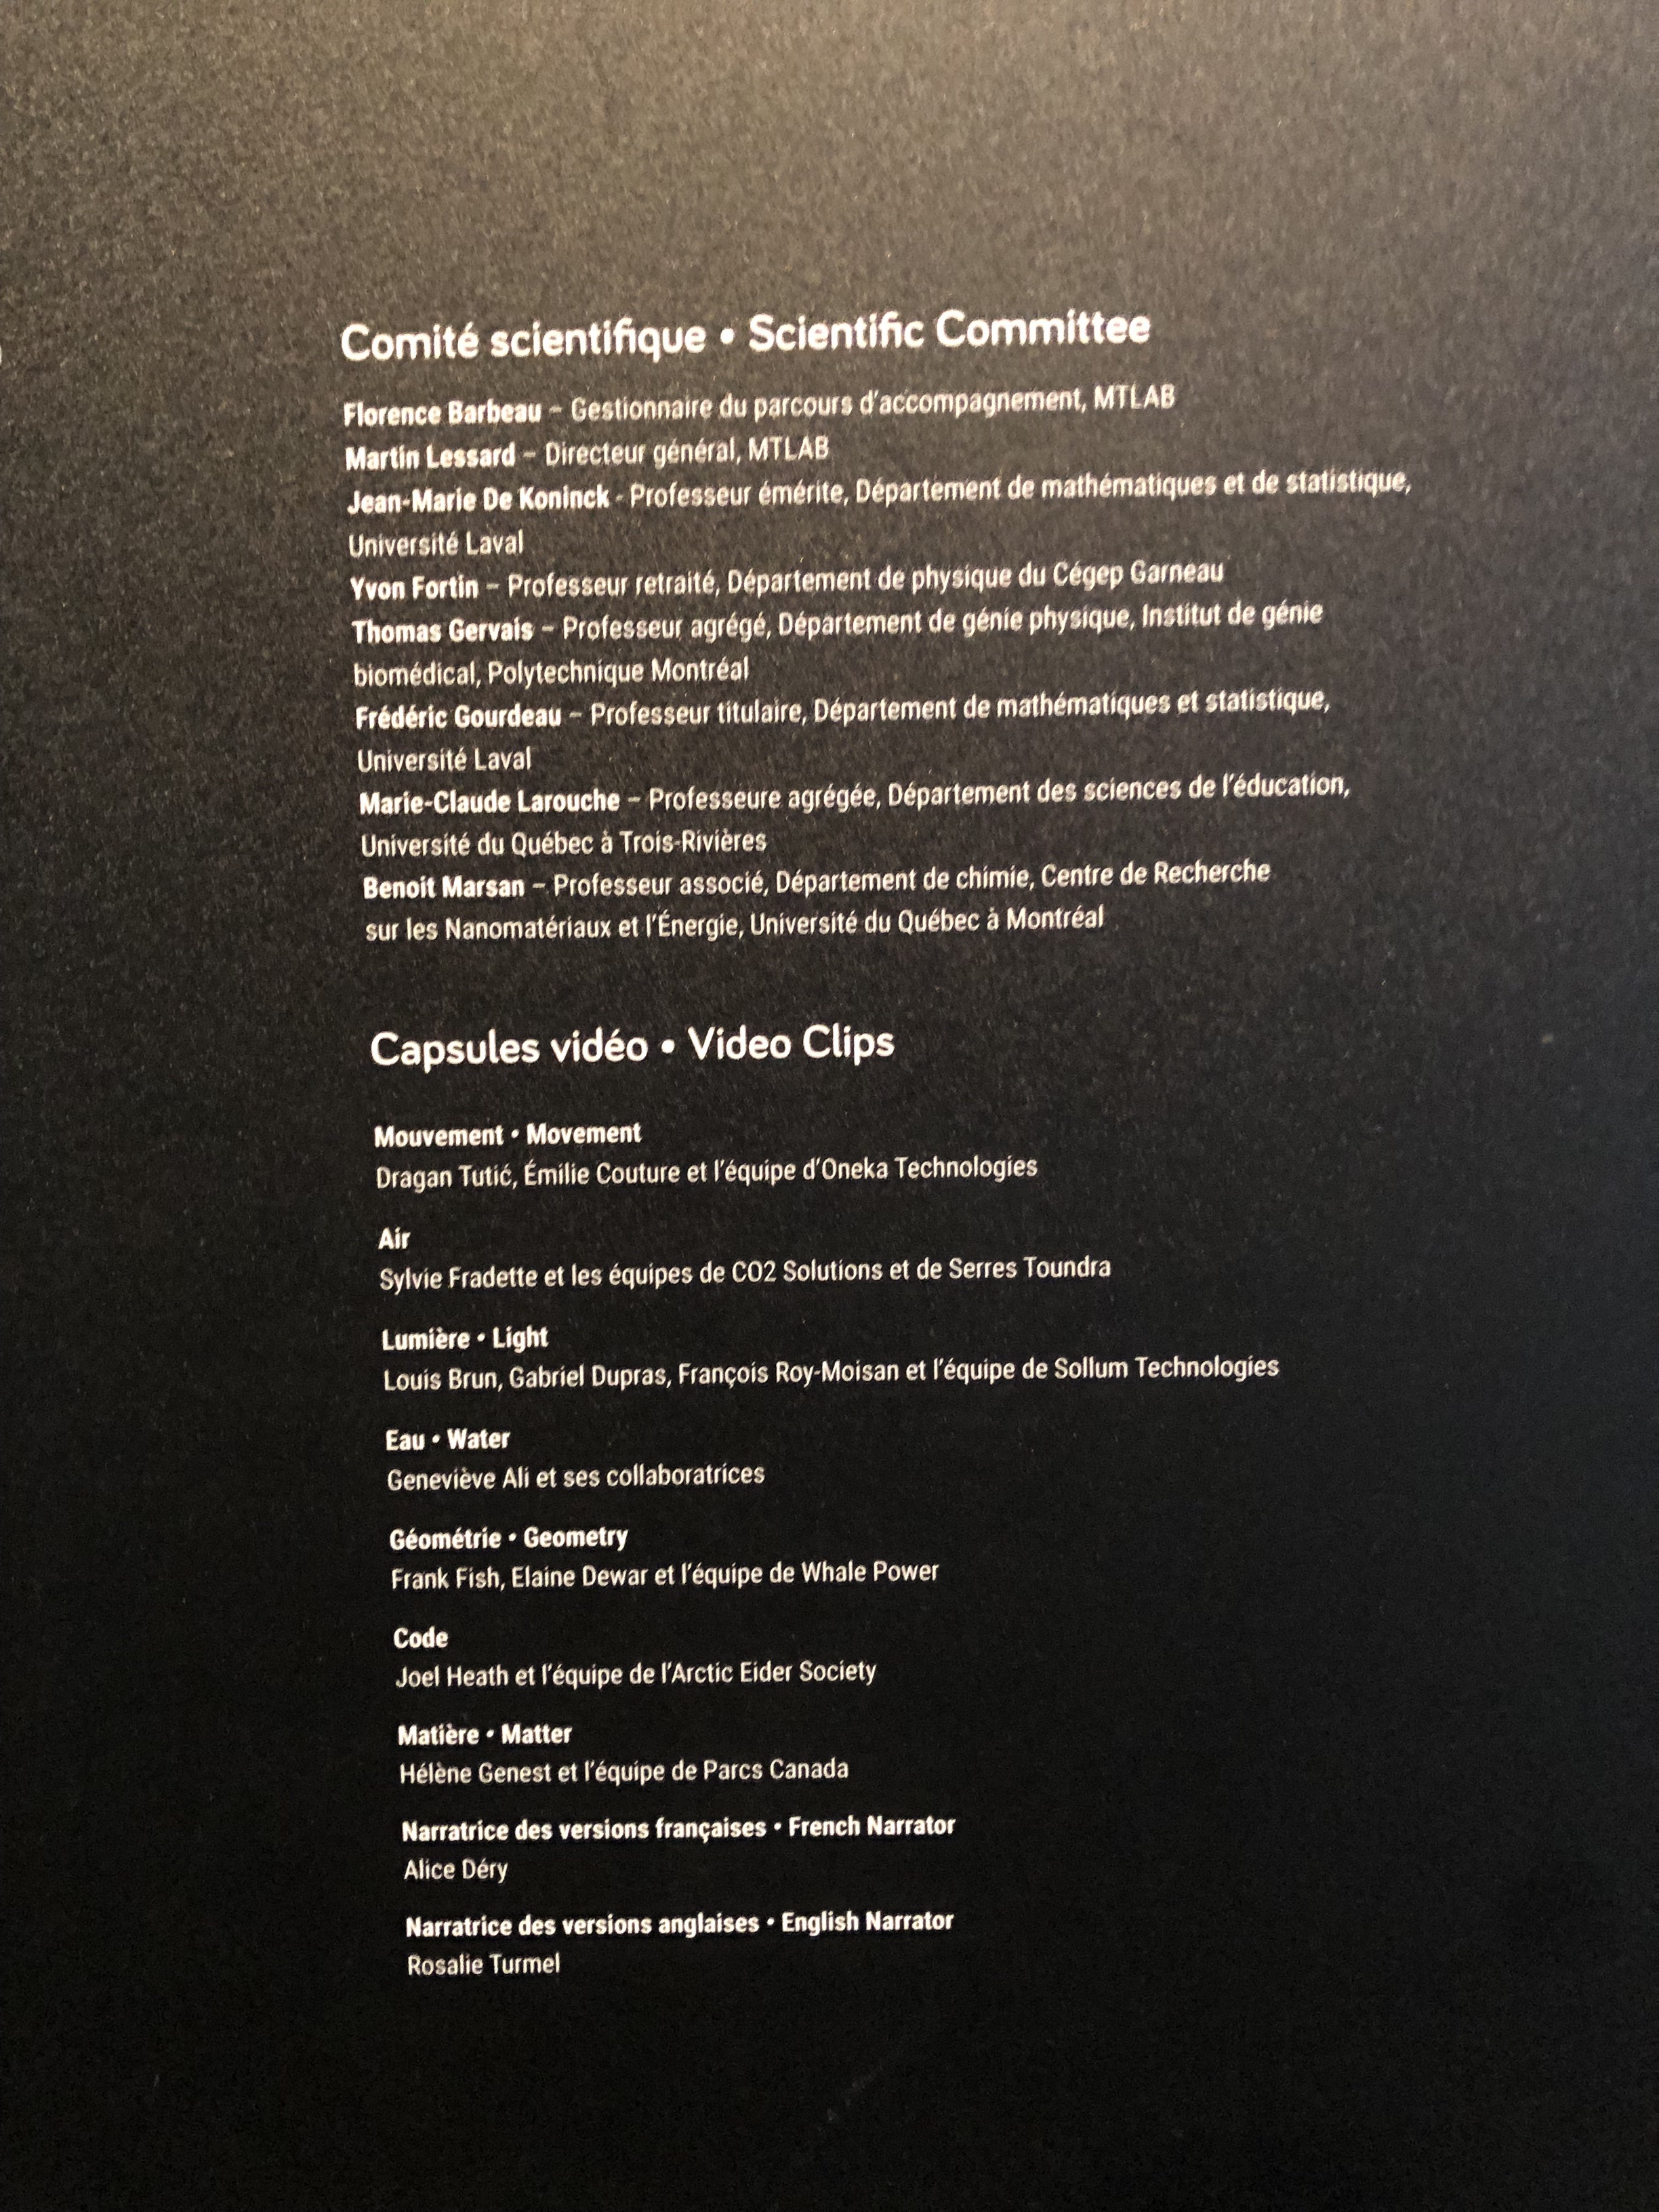 Comité scientifique • Scientific Committee
Florence Barbeau – Gestionnaire du parcours d'accompagnement, MTLAB
Martin Lessard – Directeur général, MTLAB
Jean-Marie De Koninck - Professeur émérite, Département de mathématiques et de statistique,
Université Laval
Yvon Fortin – Professeur retraité, Département de physique du Cégep Garneau
Thomas Gervais – Professeur agrégé, Département de génie physique, Institut de génie
biomédical, Polytechnique Montréal
Frédéric Gourdeau – Professeur titulaire, Département de mathématiques et statistique,
Université Laval
Marie-Claude Larouche – Professeure agrégée, Département des sciences de l'éducation,
Université du Québec à Trois-Rivières
Benoit Marsan – Professeur associé, Département de chimie, Centre de Recherche
sur les Nanomatériaux et l'Énergie, Université du Québec à Montréal
Capsules vidéo • Video Clips
Mouvement • Movement
Dragan Tutić, Émilie Couture et l'équipe d'Oneka Technologies
Air
Sylvie Fradette et les équipes de CO2 Solutions et de Serres Toundra
Lumière • Light
Louis Brun, Gabriel Dupras, François Roy-Moisan et l'équipe de Sollum Technologies
Eau • Water
Geneviève Ali et ses collaboratrices
Géométrie • Geometry
Frank Fish, Elaine Dewar et l'équipe de Whale Power
Code
Joel Heath et l'équipe de l'Arctic Eider Society
Matière • Matter
Hélène Genest et l'équipe de Parcs Canada
Narratrice des versions françaises • French Narrator
Alice Déry
Narratrice des versions anglaises • English Narrator
Rosalie Turmel